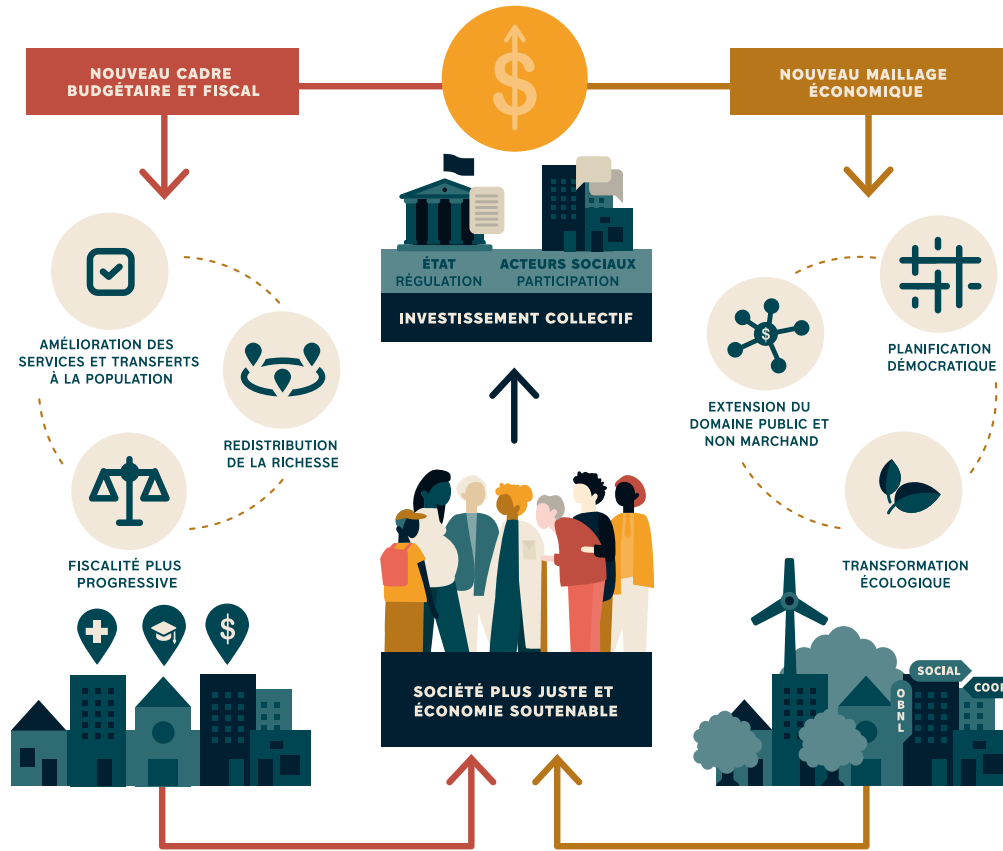 NOUVEAU CADRE
BUDGÉTAIRE ET FISCAL
$
NOUVEAU MAILLAGE
ÉCONOMIQUE
ÉTAT
RÉGULATION
ACTEURS SOCIAUX
PARTICIPATION
INVESTISSEMENT COLLECTIF
AMÉLIORATION DES
SERVICES ET TRANSFERTS
À LA POPULATION
REDISTRIBUTION
DE LA RICHESSE
FISCALITÉ PLUS
PROGRESSIVE
$
PLANIFICATION
DÉMOCRATIQUE
$
EXTENSION DU
DOMAINE PUBLIC ET
NON MARCHAND
TRANSFORMATION
ÉCOLOGIQUE
SOCIAL
COOP
OBNL
SOCIÉTÉ PLUS JUSTE ET
ÉCONOMIE SOUTENABLE